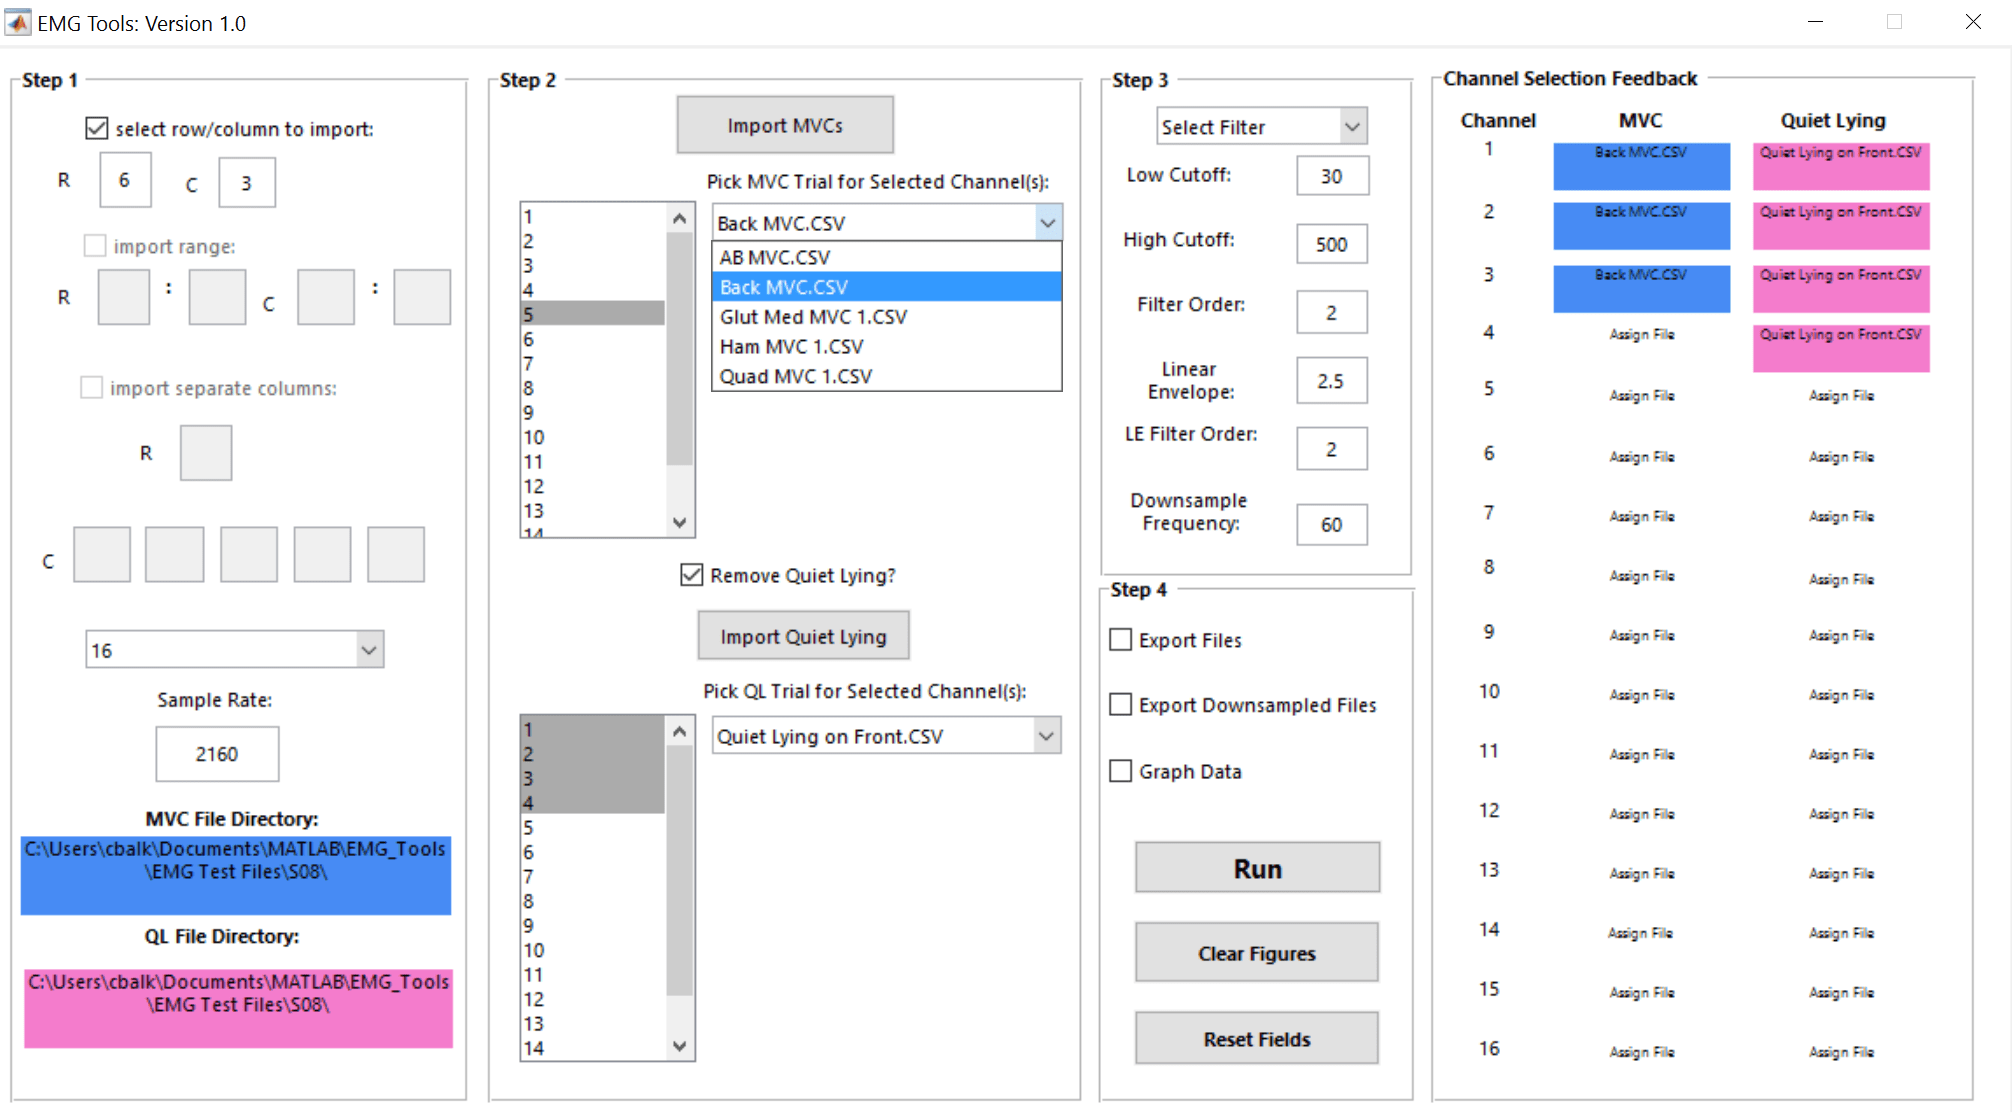 EMG Tools: Version 1.0
Step 1
select row/column to import:
R 6 C 3
import range:
R : C :
import separate columns:
R
C
16
Sample Rate:
2160
MVC File Directory:
C:\Users\cbalk\Documents\MATLAB\EMG_Tools
\EMG Test Files\S08\
QL File Directory:
C:\Users\cbalk\Documents\MATLAB\EMG_Tools
\EMG Test Files\S08\
Step 2
Import MVCs
Pick MVC Trial for Selected Channel(s):
1
2
3
4
5
6
7
8
9
10
11
12
13
14
Back MVC.CSV
AB MVC.CSV
Back MVC.CSV
Glut Med MVC 1.CSV
Ham MVC 1.CSV
Quad MVC 1.CSV
Remove Quiet Lying?
Import Quiet Lying
Pick QL Trial for Selected Channel(s):
1
2
3
4
5
6
7
8
9
10
11
12
13
14
Quiet Lying on Front.CSV
Step 3
Select Filter
Low Cutoff: 30
High Cutoff: 500
Filter Order: 2
Linear
Envelope: 2.5
LE Filter Order: 2
Downsample
Frequency: 60
Step 4
Export Files
Export Downsampled Files
Graph Data
Run
Clear Figures
Reset Fields
Channel Selection Feedback
Channel MVC Quiet Lying
1 Back MVC.CSV Quiet Lying on Front.CSV
2 Back MVC.CSV Quiet Lying on Front.CSV
3 Back MVC.CSV Quiet Lying on Front.CSV
4 Assign File Quiet Lying on Front.CSV
5 Assign File Assign File
6 Assign File Assign File
7 Assign File Assign File
8 Assign File Assign File
9 Assign File Assign File
10 Assign File Assign File
11 Assign File Assign File
12 Assign File Assign File
13 Assign File Assign File
14 Assign File Assign File
15 Assign File Assign File
16 Assign File Assign File